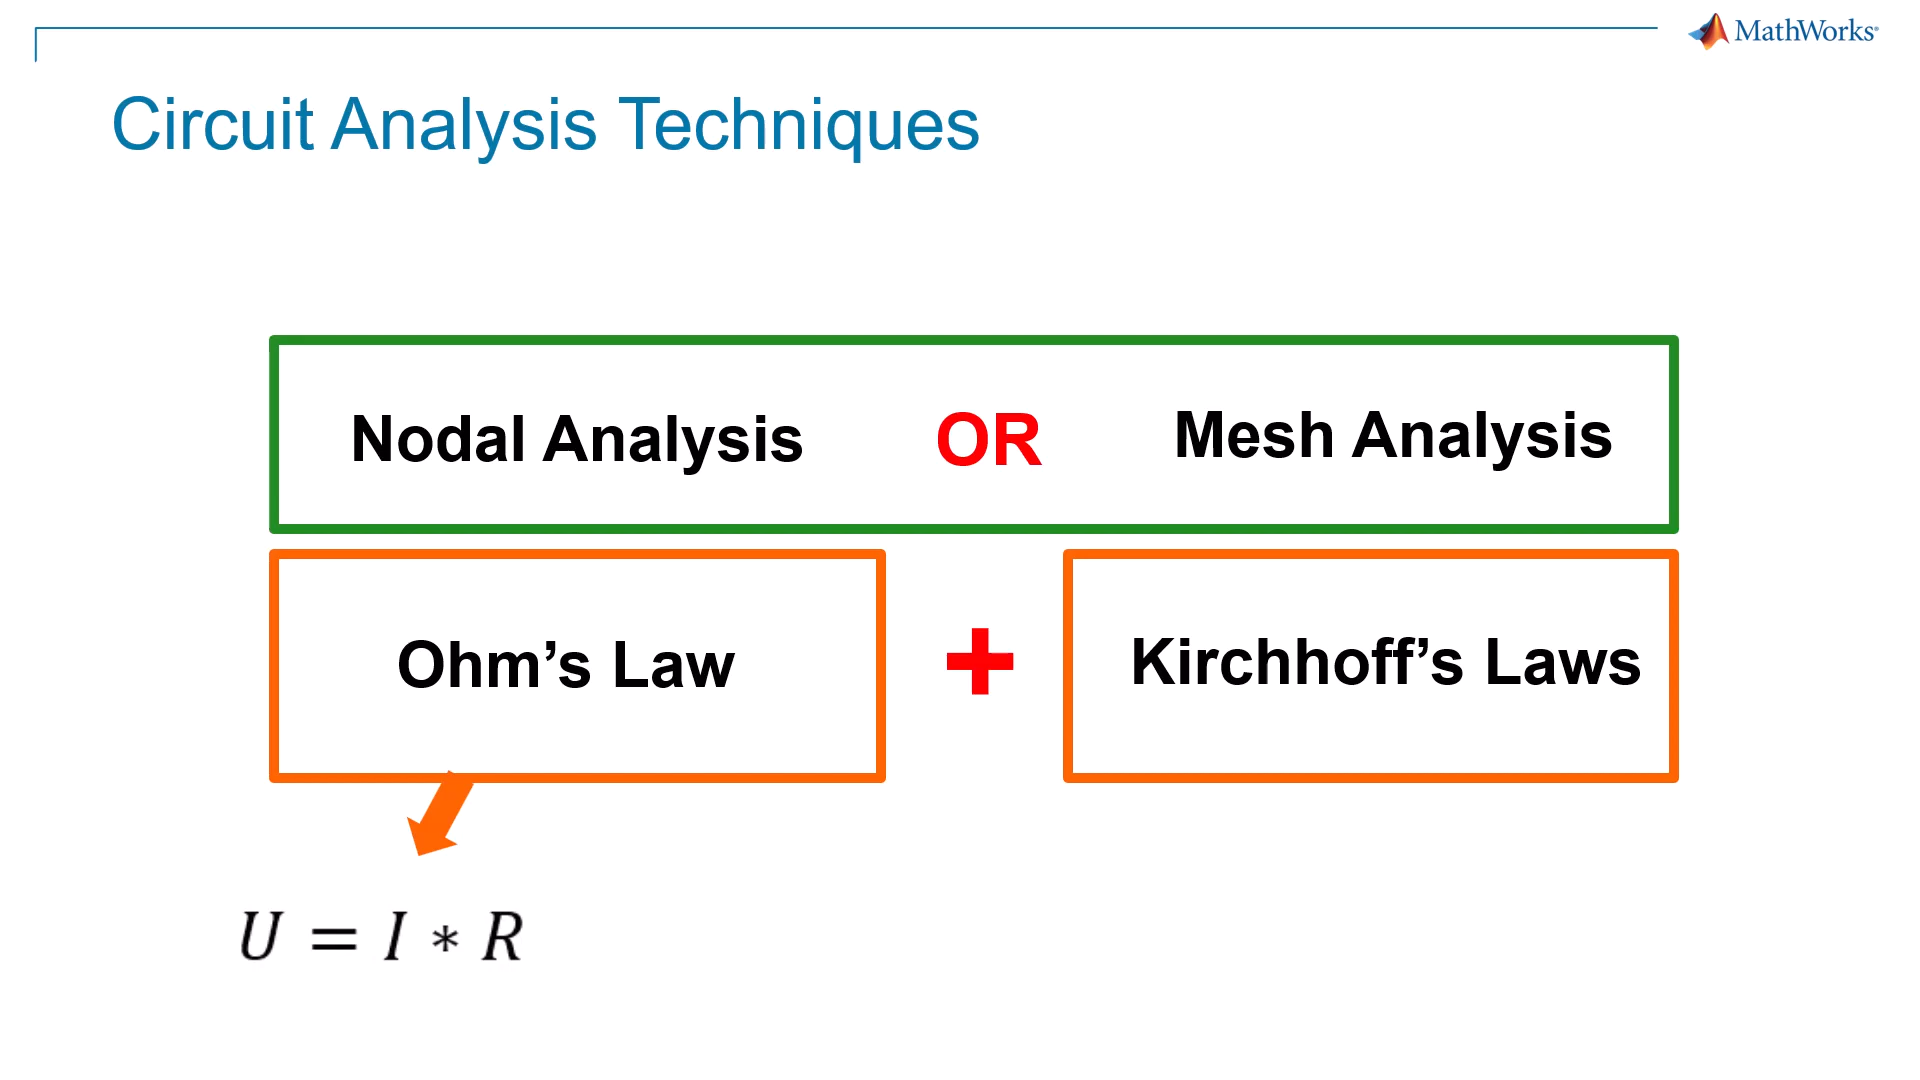 MathWorks®
Circuit Analysis Techniques
Nodal Analysis OR Mesh Analysis
Ohm’s Law + Kirchhoff’s Laws
U = I ∗ R